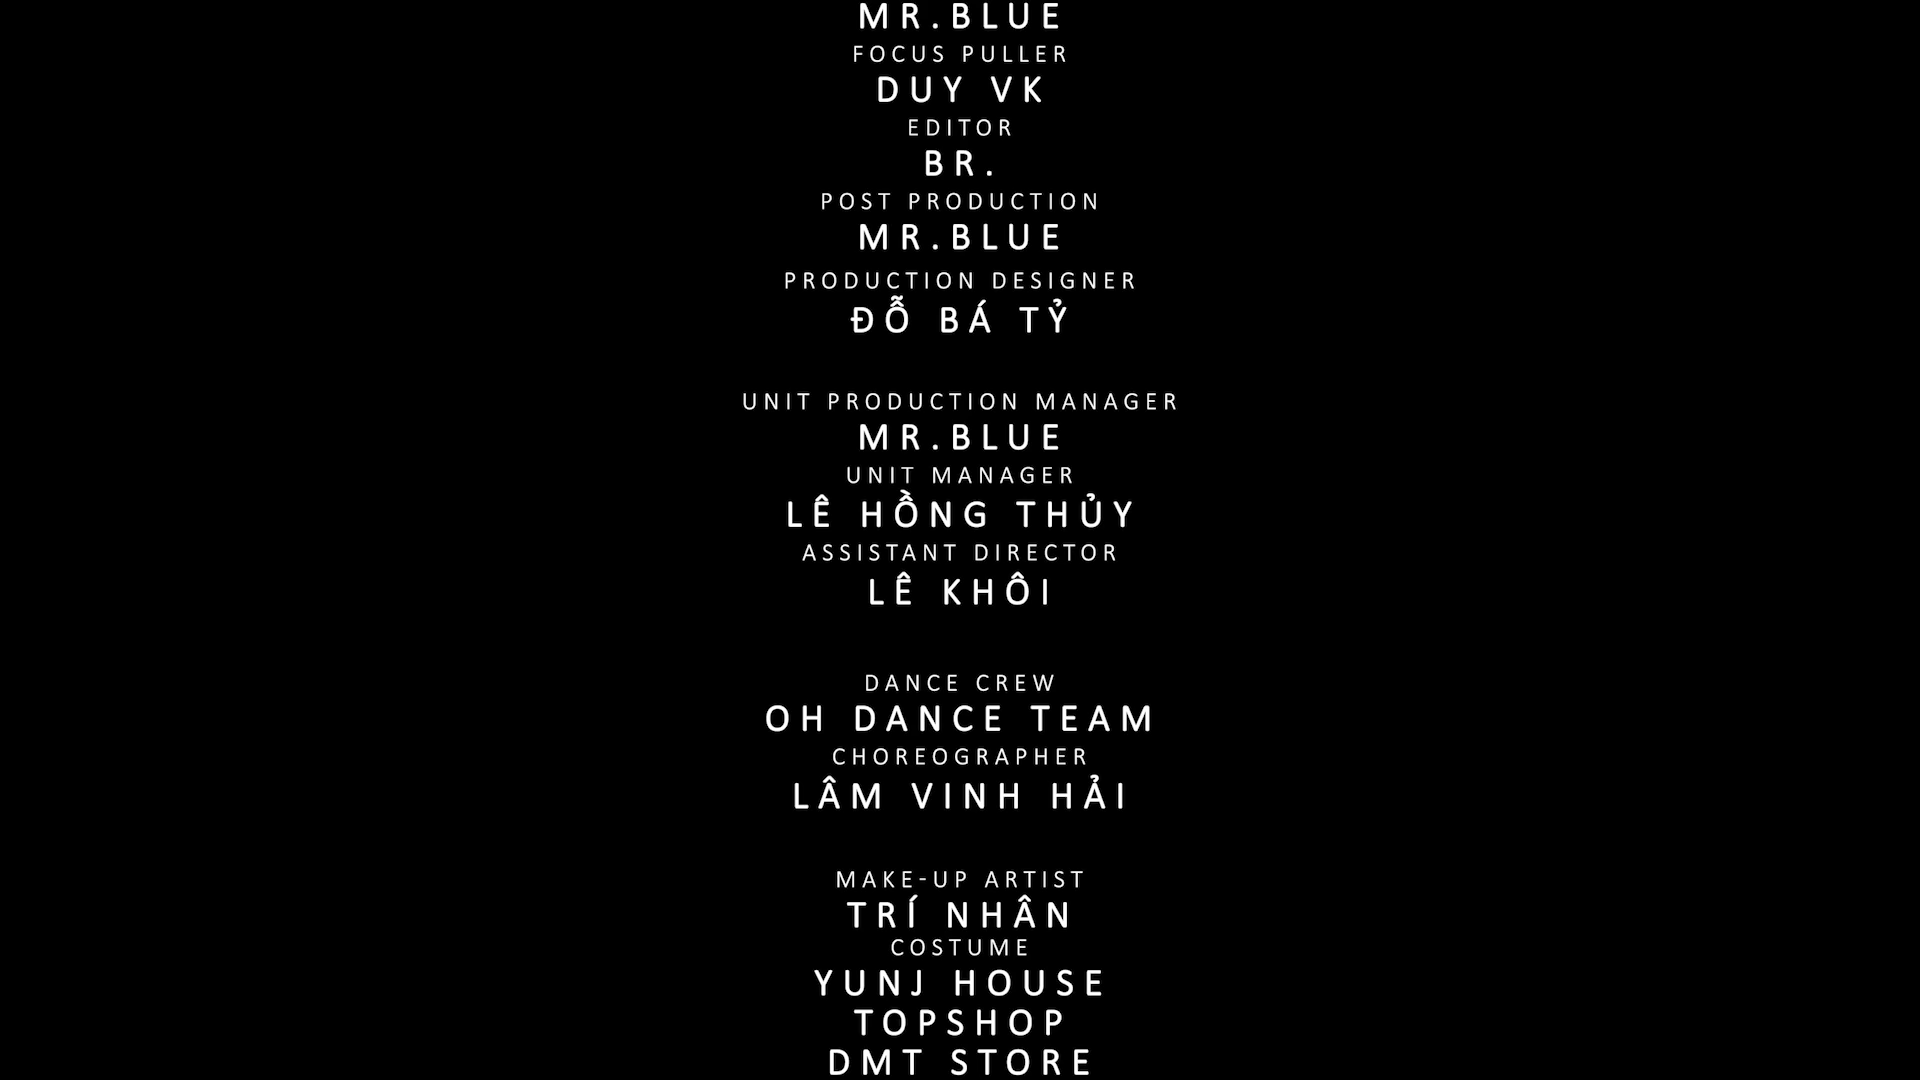 MR.BLUE
FOCUS PULLER
DUY VK
EDITOR
BR.
POST PRODUCTION
MR.BLUE
PRODUCTION DESIGNER
ĐỖ BÁ TỶ
UNIT PRODUCTION MANAGER
MR.BLUE
UNIT MANAGER
LÊ HỒNG THỦY
ASSISTANT DIRECTOR
LÊ KHÔI
DANCE CREW
OH DANCE TEAM
CHOREOGRAPHER
LÂM VINH HẢI
MAKE-UP ARTIST
TRÍ NHÂN
COSTUME
YUNJ HOUSE
TOPSHOP
DMT STORE